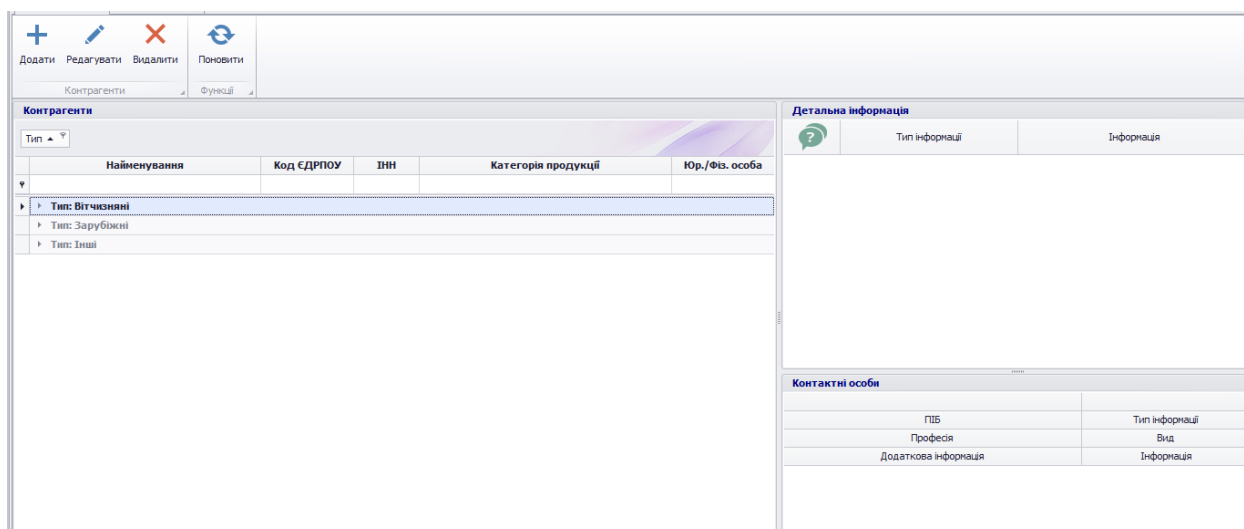 Додати Редагувати Видалити Поновити
Контрагенти Функції
Контрагенти
Тип
Найменування Код ЄДРПОУ ІНН Категорія продукції Юр./Фіз. особа
Тип: Вітчизняні
Тип: Зарубіжні
Тип: Інші
Детальна інформація
Тип інформації Інформація
Контактні особи
ПІБ Тип інформації
Професія Вид
Додаткова інформація Інформація